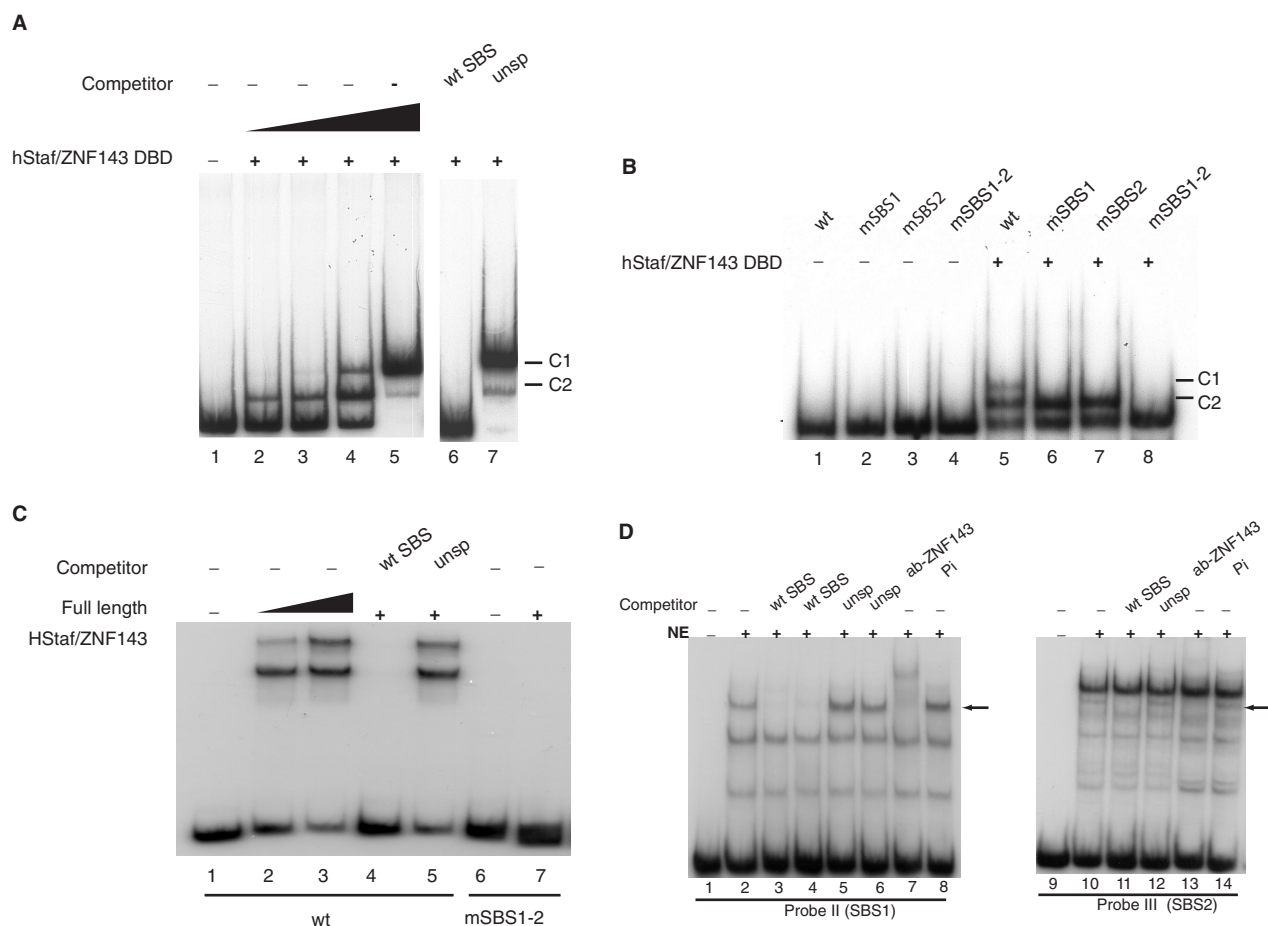 A
Competitor – – – – - wt SBS unsp
hStaf/ZNF143 DBD – + + + + + +
C1
C2
1 2 3 4 5 6 7
B
wt mSBS1 mSBS2 mSBS1-2 wt mSBS1 mSBS2 mSBS1-2
hStaf/ZNF143 DBD – – – – + + + +
C1
C2
1 2 3 4 5 6 7 8
C
Competitor – – – wt SBS unsp – –
Full length – + + – +
HStaf/ZNF143
1 2 3 4 5 6 7
wt mSBS1-2
D
Competitor – – wt SBS wt SBS unsp unsp ab-ZNF143 – Pi –
NE – + + + + + + +
1 2 3 4 5 6 7 8
Probe II (SBS1)
– – wt SBS unsp ab-ZNF143 – Pi –
– + + + + +
9 10 11 12 13 14
Probe III (SBS2)